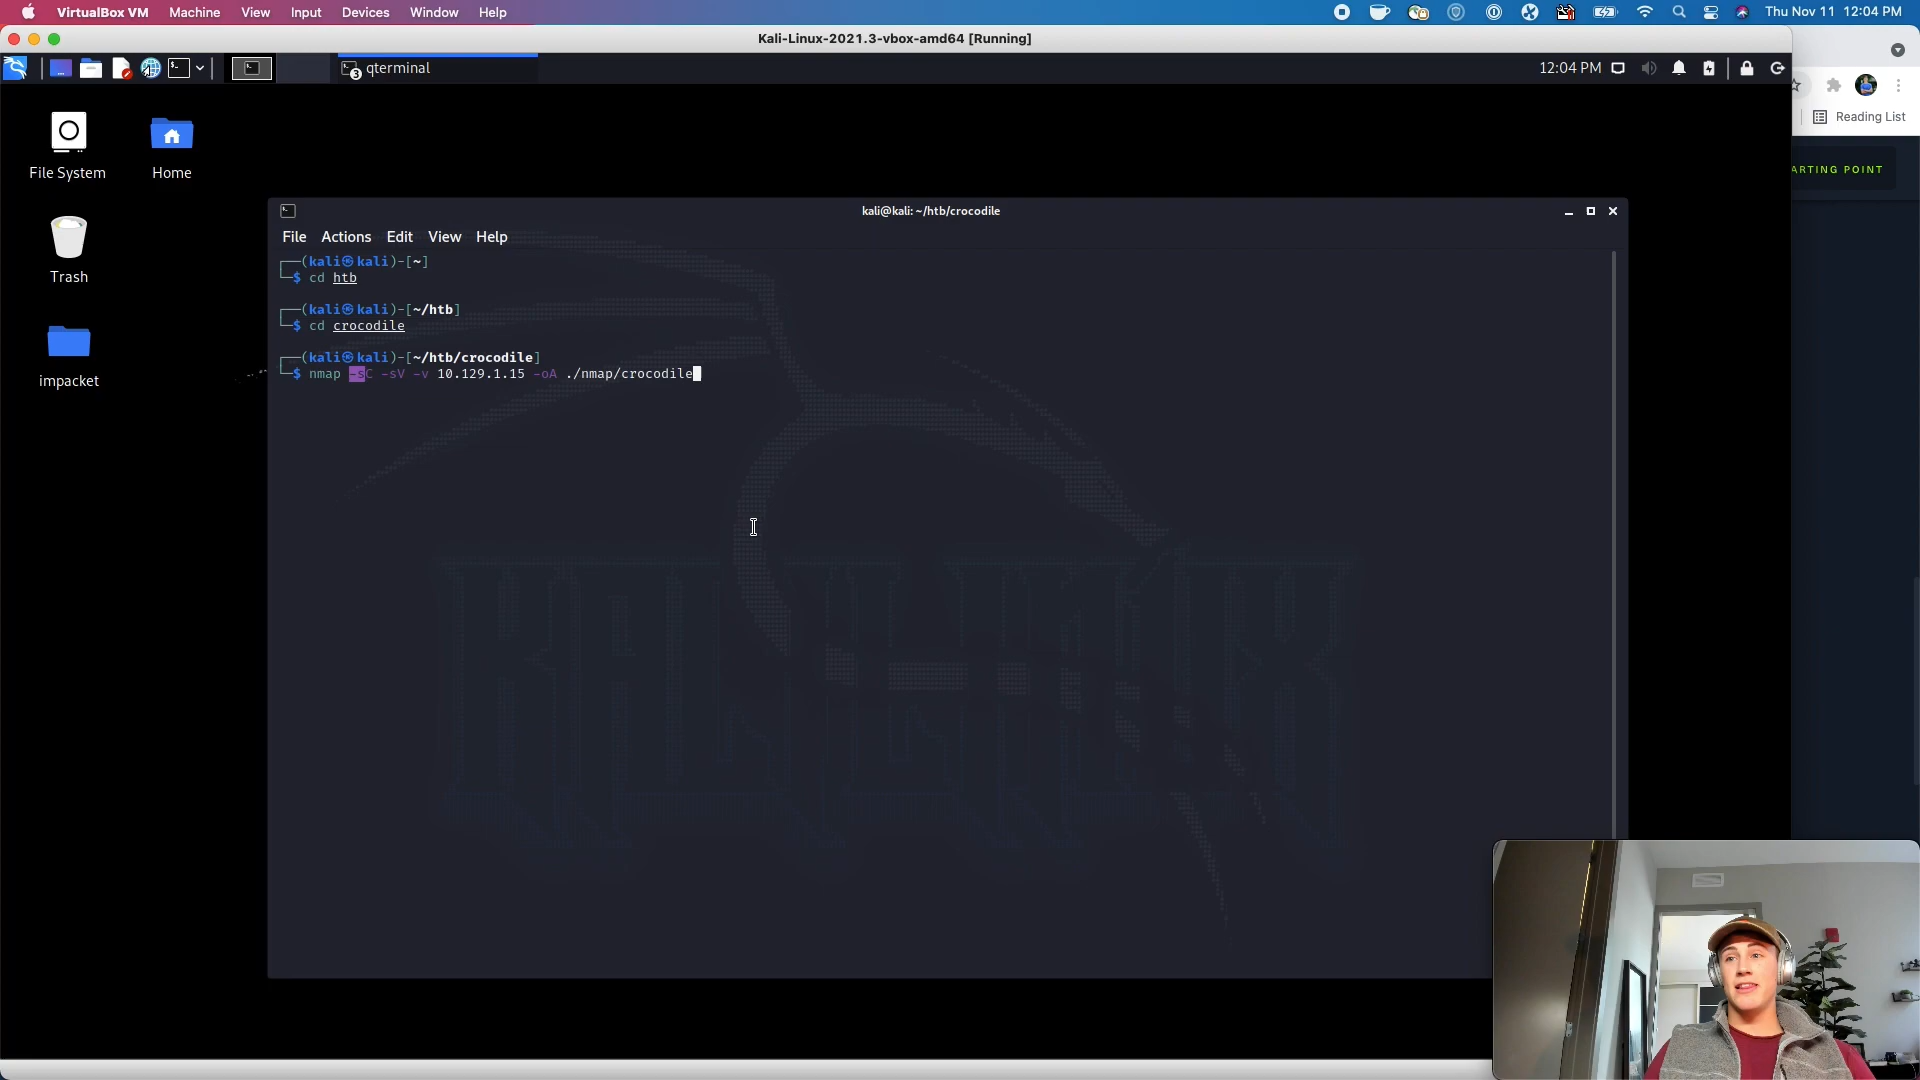 VirtualBox VM Machine View Input Devices Window Help
Thu Nov 11 12:04 PM
Kali-Linux-2021.3-vbox-amd64 [Running]
3 qterminal
12:04 PM
Reading List
ARTING POINT
File System
Home
Trash
impacket
kali@kali: ~/htb/crocodile
File Actions Edit View Help
┌──(kali㉿kali)-[~]
└─$ cd htb
┌──(kali㉿kali)-[~/htb]
└─$ cd crocodile
┌──(kali㉿kali)-[~/htb/crocodile]
└─$ nmap -sC -sV -v 10.129.1.15 -oA ./nmap/crocodile
KALI LINUX